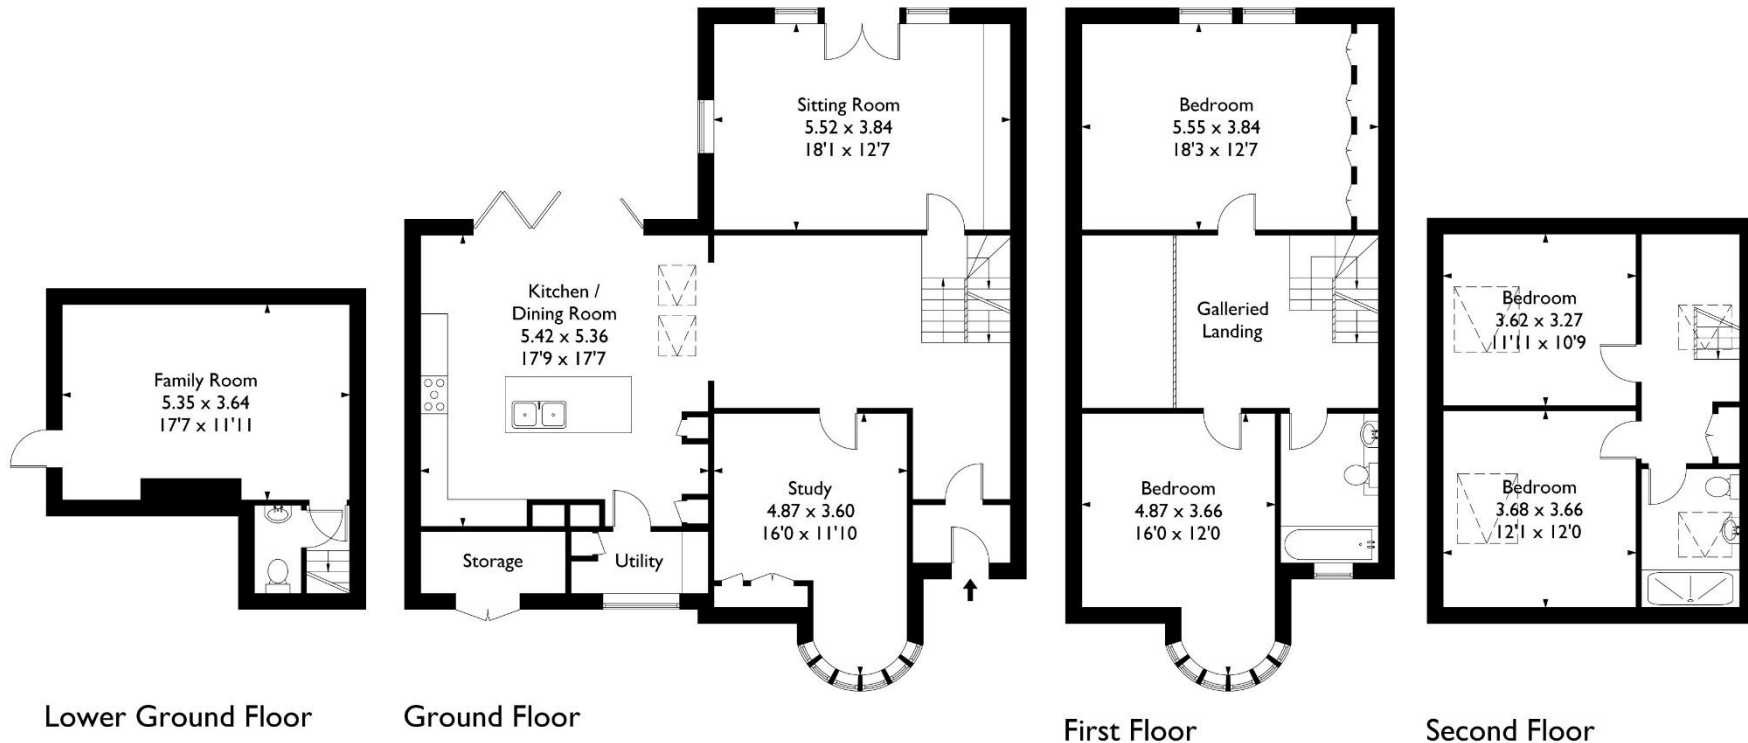 Family Room
5.35 x 3.64
17'7 x 11'11
Lower Ground Floor
Sitting Room
5.52 x 3.84
18'1 x 12'7
Kitchen /
Dining Room
5.42 x 5.36
17'9 x 17'7
Study
4.87 x 3.60
16'0 x 11'10
Storage
Utility
Ground Floor
Bedroom
5.55 x 3.84
18'3 x 12'7
Galleried
Landing
Bedroom
4.87 x 3.66
16'0 x 12'0
First Floor
Bedroom
3.62 x 3.27
11'11 x 10'9
Bedroom
3.68 x 3.66
12'1 x 12'0
Second Floor